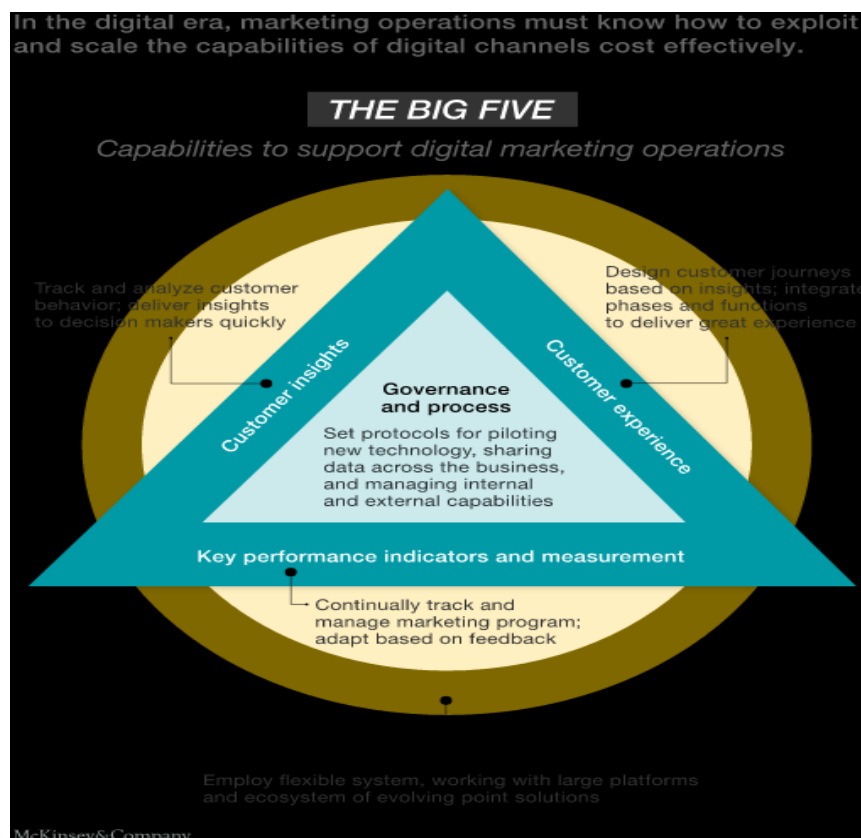 In the digital era, marketing operations must know how to exploit
and scale the capabilities of digital channels cost effectively.
THE BIG FIVE
Capabilities to support digital marketing operations
Track and analyze customer
behavior; deliver insights
to decision makers quickly
Design customer journeys
based on insights; integrate
phases and functions
to deliver great experience
Customer insights
Customer experience
Governance
and process
Set protocols for piloting
new technology, sharing
data across the business,
and managing internal
and external capabilities
Key performance indicators and measurement
Continually track and
manage marketing program;
adapt based on feedback
Employ flexible system, working with large platforms
and ecosystem of evolving point solutions
McKinsey&Company